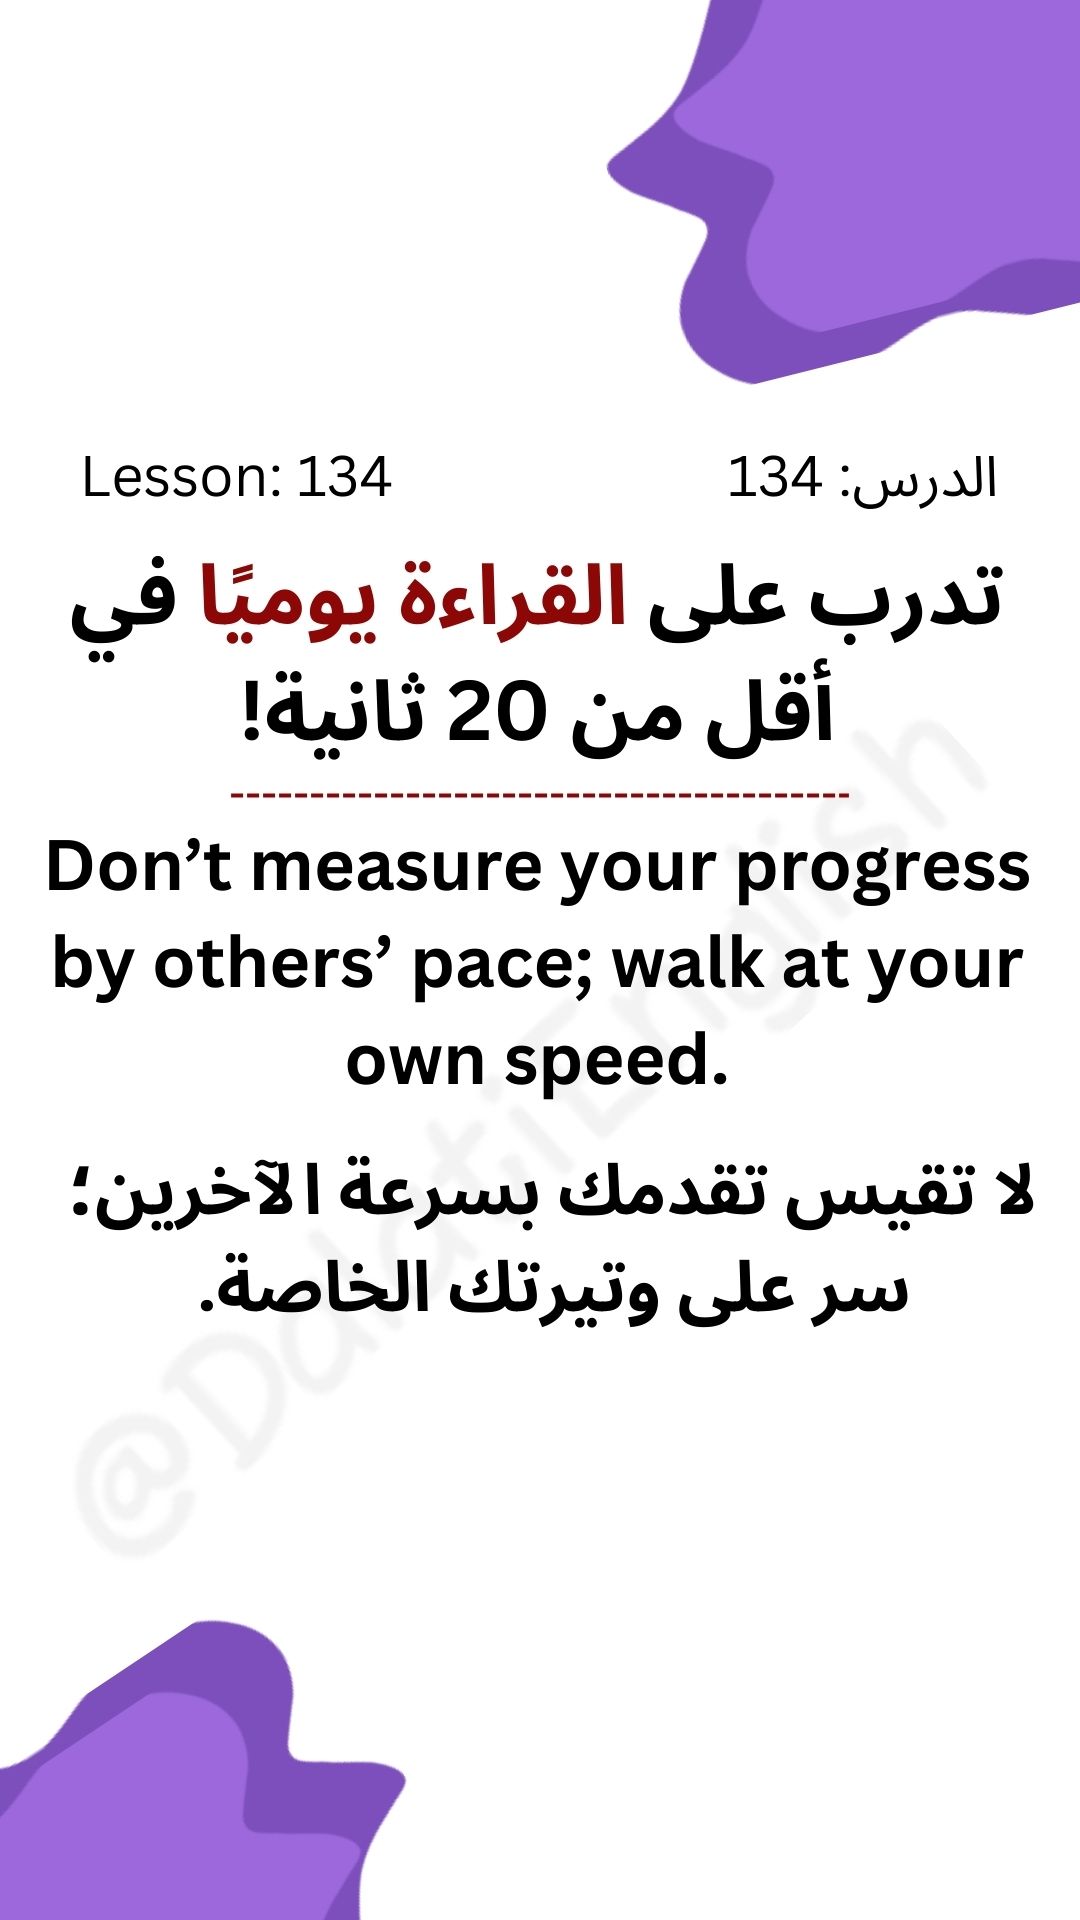 Lesson: 134
الدرس: 134
تدرب على القراءة يوميًا في
أقل من 20 ثانية!
---------------------------------------
Don’t measure your progress
by others’ pace; walk at your
own speed.
لا تقيس تقدمك بسرعة الآخرين؛
سر على وتيرتك الخاصة.
@DalatiEnglish